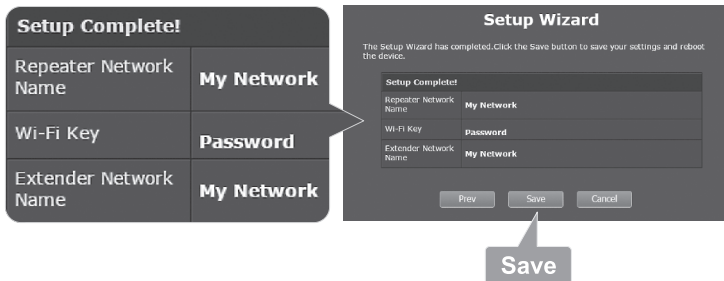 Setup Complete!
Repeater Network
Name
My Network
Wi-Fi Key
Password
Extender Network
Name
My Network
Setup Wizard
The Setup Wizard has completed.Click the Save button to save your settings and reboot
the device.
Setup Complete!
Repeater Network
Name
My Network
Wi-Fi Key
Password
Extender Network
Name
My Network
Prev
Save
Cancel
Save